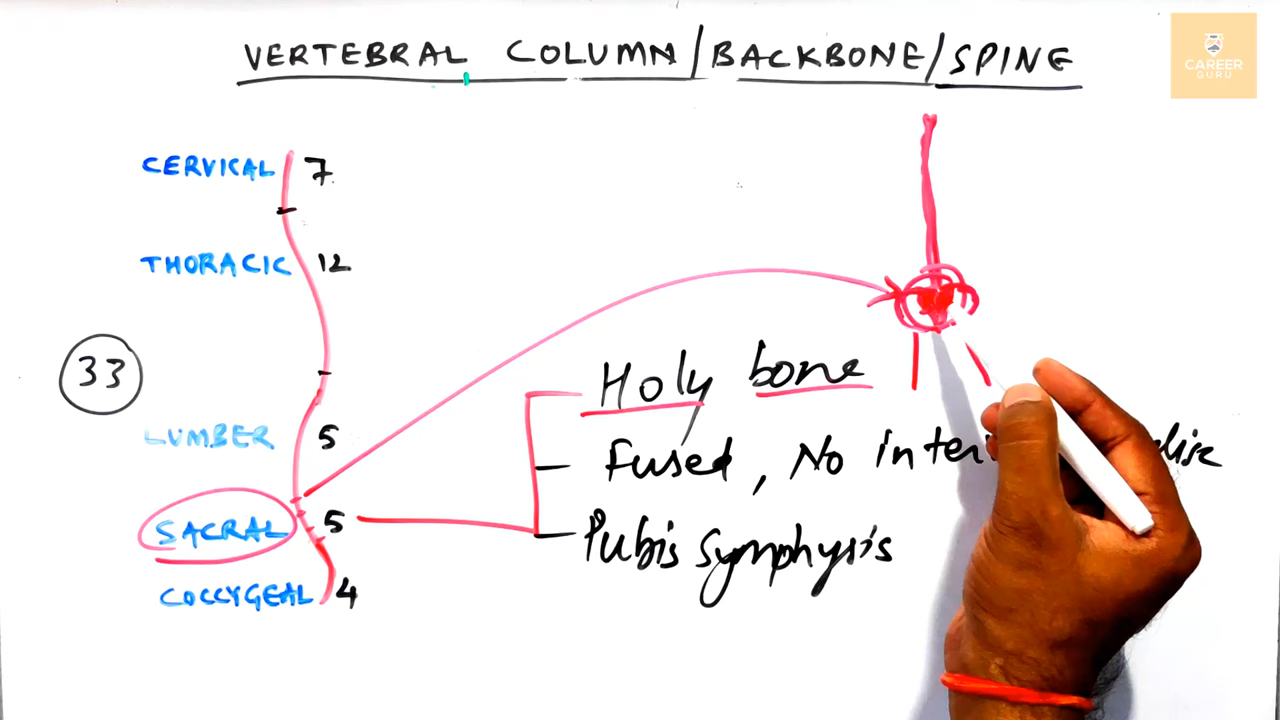 VERTEBRAL COLUMN/BACKBONE/SPINE
CAREER
GURU
CERVICAL 7
THORACIC 12
33
LUMBER 5
SACRAL 5
COCCYGEAL 4
Holy bone
Fused, No
Pubis symphysis